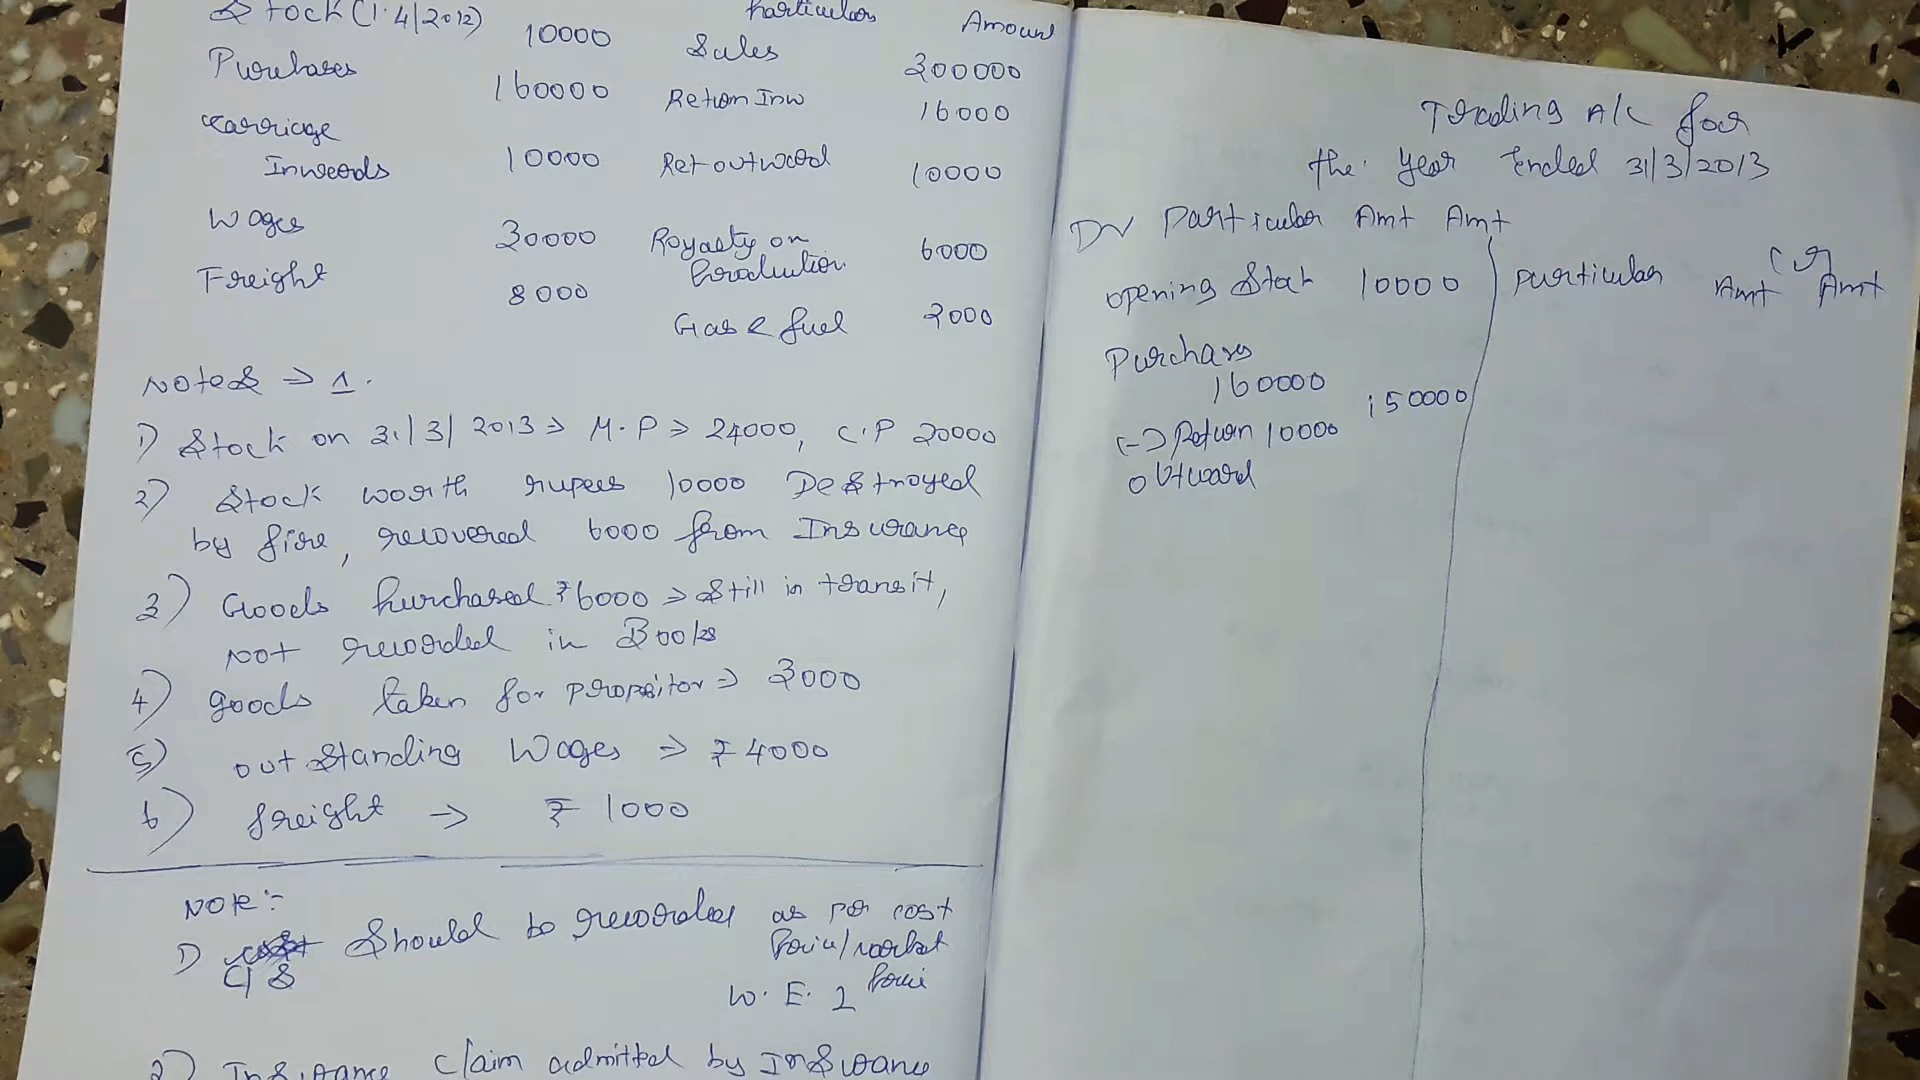 Stock (1.4/2012) 10000 Particulars Amount
Purchases 160000 Sales 300000
Return Inw 16000
Carriage
Inwards 10000 Ret outward 10000
Wages 30000 Royalty on 6000
Production
Freight 8000 Gas & fuel 2000
Notes ⇒ 1.
1) Stock on 31/3/2013 ⇒ M.P ⇒ 24000, C.P 20000
2) Stock worth rupees 10000 Destroyed
by fire, recovered 6000 from Insurance
3) Goods Purchased ₹6000 ⇒ Still in transit,
Not recorded in Books
4) goods taken for propritor ⇒ 3000
5) out standing Wages ⇒ ₹ 4000
6) freight → ₹ 1000
Note :-
1) C/S Should be recorded as per cost
Price/market
Price
W.E. 1
2) Insurance claim admitted by Insurance
Trading A/c for
the Year Ended 31/3/2013
Dr Particular Amt Amt
Cr
opening Stock 10000 particular Amt Amt
Purchases
160000 150000
(-) Return 10000
outward